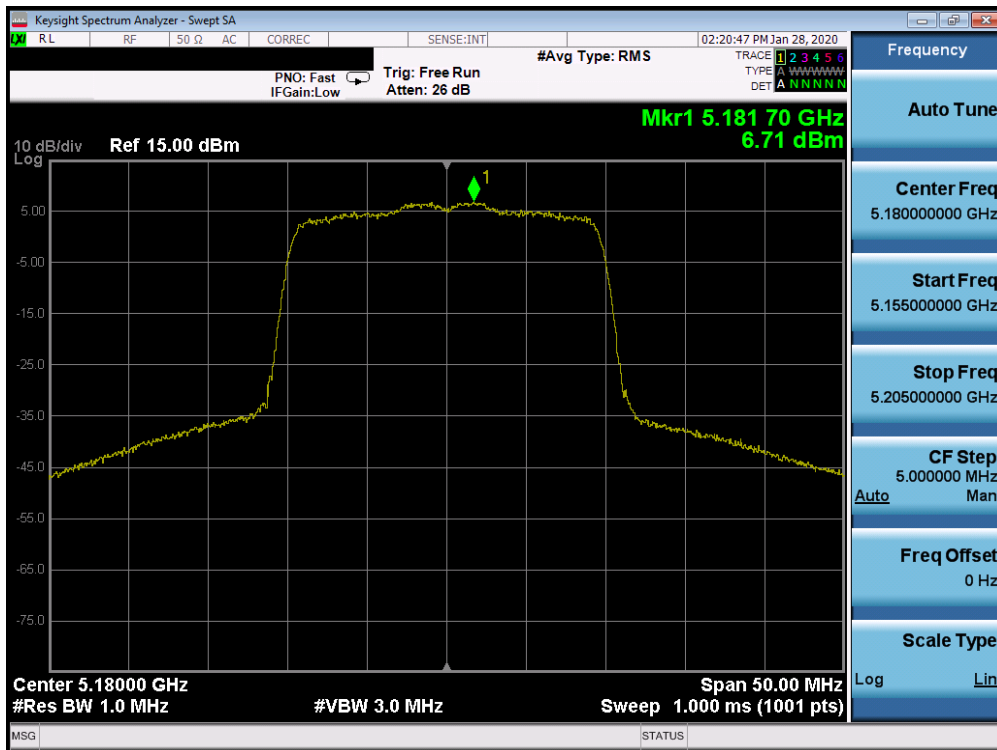 Keysight Spectrum Analyzer - Swept SA
LXI RL RF 50 Ω AC CORREC SENSE:INT 02:20:47 PM Jan 28, 2020
PNO: Fast
IFGain:Low
Trig: Free Run
Atten: 26 dB
#Avg Type: RMS
TRACE 1 2 3 4 5 6
TYPE A WWWWW
DET A N N N N N
Mkr1 5.181 70 GHz
6.71 dBm
10 dB/div Ref 15.00 dBm
Log
1
5.00
-5.00
-15.0
-25.0
-35.0
-45.0
-55.0
-65.0
-75.0
Center 5.18000 GHz Span 50.00 MHz
#Res BW 1.0 MHz #VBW 3.0 MHz Sweep 1.000 ms (1001 pts)
MSG STATUS
Frequency
Auto Tune
Center Freq
5.180000000 GHz
Start Freq
5.155000000 GHz
Stop Freq
5.205000000 GHz
CF Step
5.000000 MHz
Auto Man
Freq Offset
0 Hz
Scale Type
Log Lin